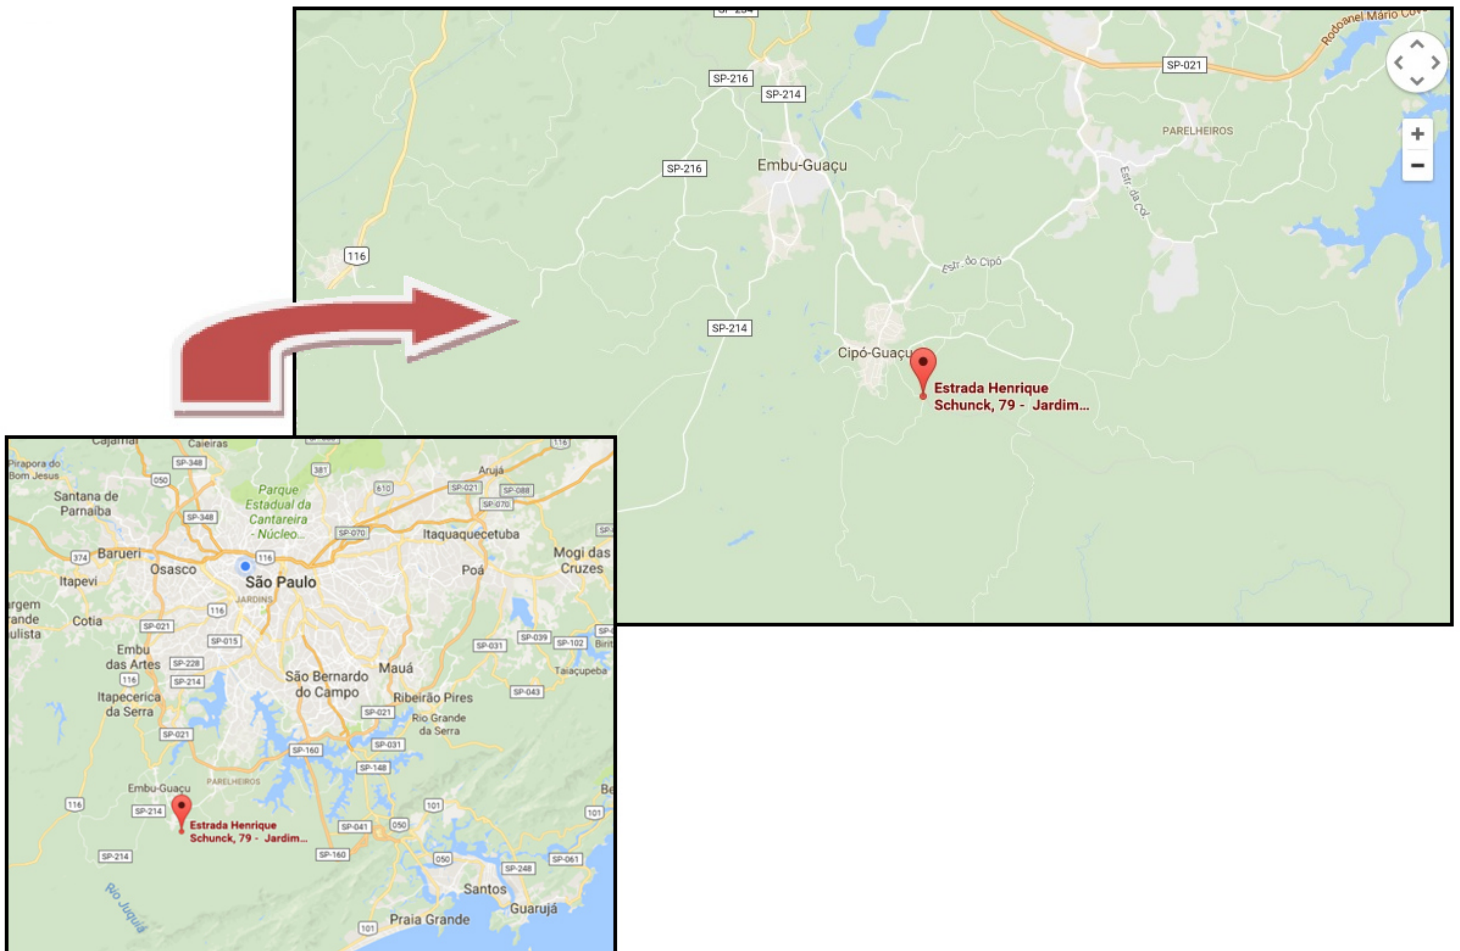 Rodoanel Mário Cov
SP-021
SP-216
SP-214
PARELHEIROS
Embu-Guaçu
SP-216
Estr. da Col.
116
Estr. do Cipó
SP-214
Cipó-Guaçu
Estrada Henrique
Schunck, 79 - Jardim...
Cajamar
Caieiras
116
Pirapora do
Bom Jesus
SP-348
381
Arujá
050
Santana de
Parnaíba
Parque
Estadual da
Cantareira
- Núcleo...
610
SP-021
SP-088
SP-070
SP-348
SP-070
Itaquaquecetuba
374
Barueri
116
Mogi das
Cruzes
Osasco
Poá
Itapevi
São Paulo
JARDINS
116
Cotia
SP-021
SP-015
SP-039
SP-102
SP-031
Embu
das Artes
SP-228
116
SP-214
Mauá
Taiaçupeba
São Bernardo
do Campo
SP-043
Itapecerica
da Serra
Ribeirão Pires
SP-021
Rio Grande
da Serra
SP-021
SP-160
SP-031
SP-148
PARELHEIROS
Embu-Guaçu
116
SP-214
101
101
Estrada Henrique
Schunck, 79 - Jardim...
SP-041
050
SP-214
SP-160
050
SP-061
SP-248
Rio Juquiá
Santos
Guarujá
Praia Grande
101